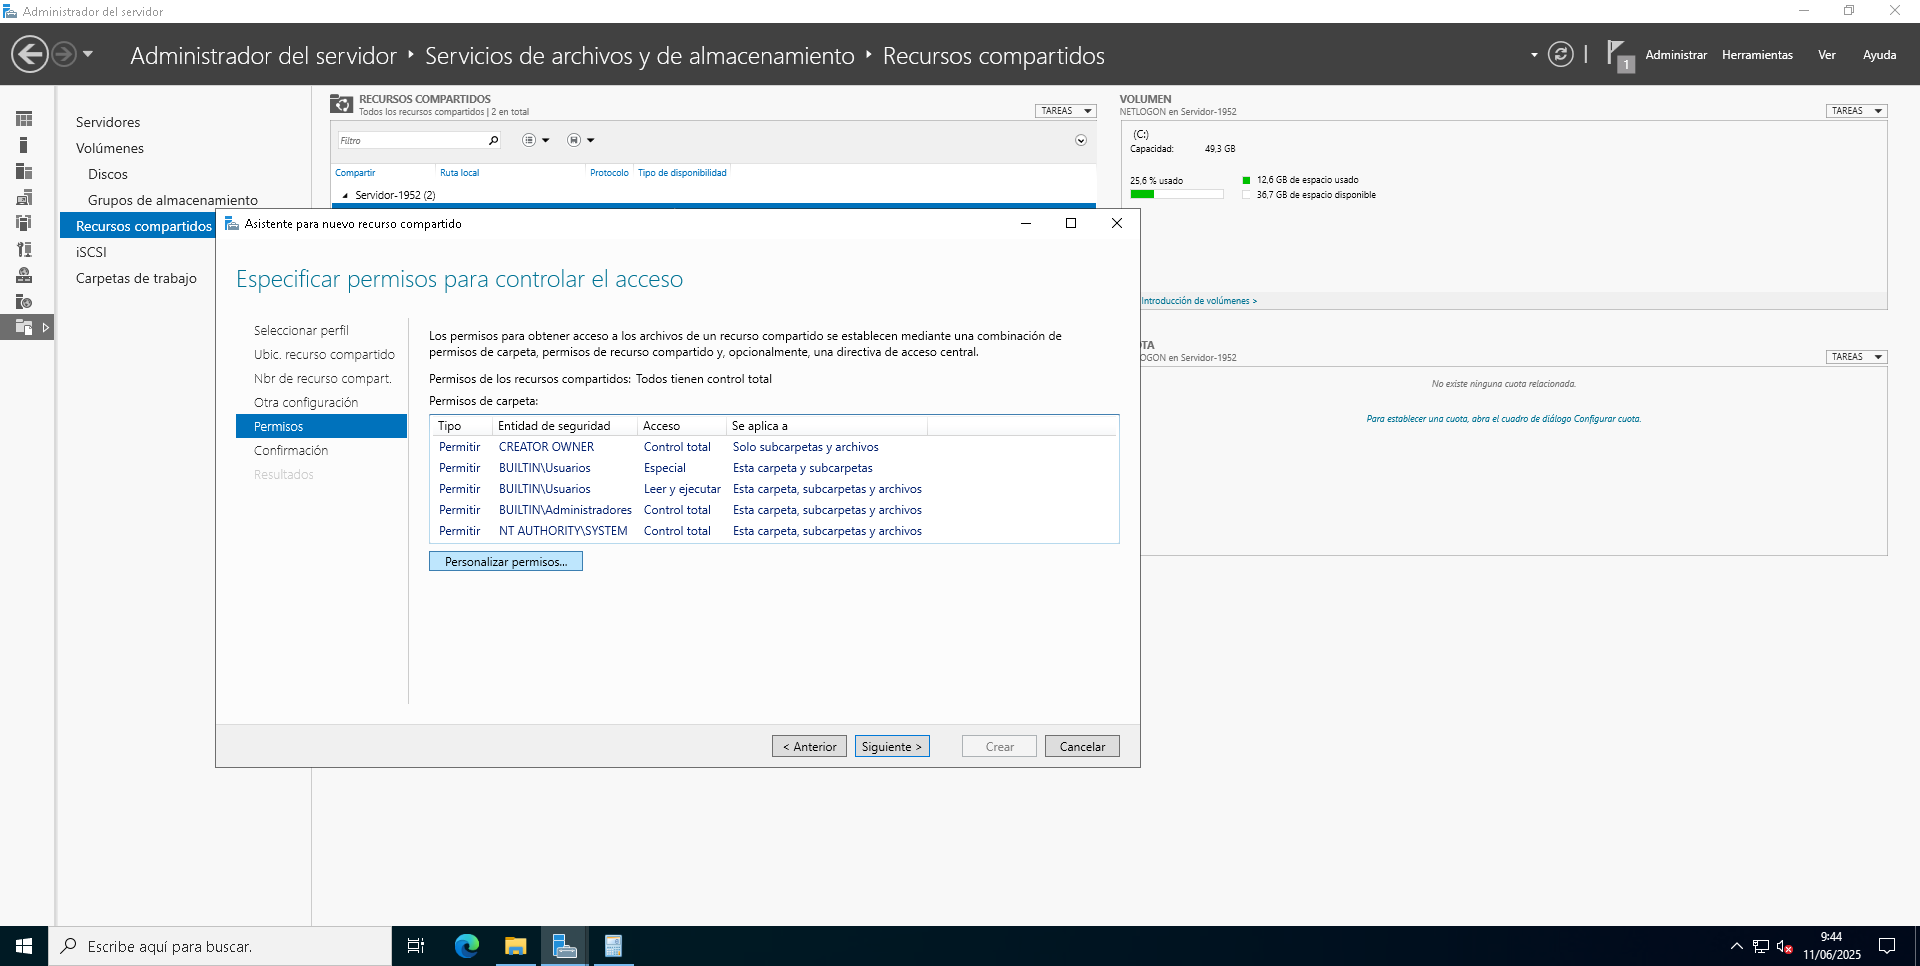 Administrador del servidor
Administrador del servidor ‣ Servicios de archivos y de almacenamiento ‣ Recursos compartidos
1
Administrar
Herramientas
Ver
Ayuda
Servidores
Volúmenes
Discos
Grupos de almacenamiento
Recursos compartidos
iSCSI
Carpetas de trabajo
RECURSOS COMPARTIDOS
Todos los recursos compartidos | 2 en total
TAREAS
Filtro
Compartir Ruta local Protocolo Tipo de disponibilidad
Servidor-1952 (2)
VOLUMEN
NETLOGON en Servidor-1952
TAREAS
(C:)
Capacidad: 49,3 GB
25,6 % usado
12,6 GB de espacio usado
36,7 GB de espacio disponible
Introducción de volúmenes >
OTA
LOGON en Servidor-1952
TAREAS
No existe ninguna cuota relacionada.
Para establecer una cuota, abra el cuadro de diálogo Configurar cuota.
Asistente para nuevo recurso compartido
Especificar permisos para controlar el acceso
Seleccionar perfil
Ubic. recurso compartido
Nbr de recurso compart.
Otra configuración
Permisos
Confirmación
Resultados
Los permisos para obtener acceso a los archivos de un recurso compartido se establecen mediante una combinación de
permisos de carpeta, permisos de recurso compartido y, opcionalmente, una directiva de acceso central.
Permisos de los recursos compartidos: Todos tienen control total
Permisos de carpeta:
Tipo Entidad de seguridad Acceso Se aplica a
Permitir CREATOR OWNER Control total Solo subcarpetas y archivos
Permitir BUILTIN\Usuarios Especial Esta carpeta y subcarpetas
Permitir BUILTIN\Usuarios Leer y ejecutar Esta carpeta, subcarpetas y archivos
Permitir BUILTIN\Administradores Control total Esta carpeta, subcarpetas y archivos
Permitir NT AUTHORITY\SYSTEM Control total Esta carpeta, subcarpetas y archivos
Personalizar permisos...
< Anterior
Siguiente >
Crear
Cancelar
Escribe aquí para buscar.
9:44
11/06/2025